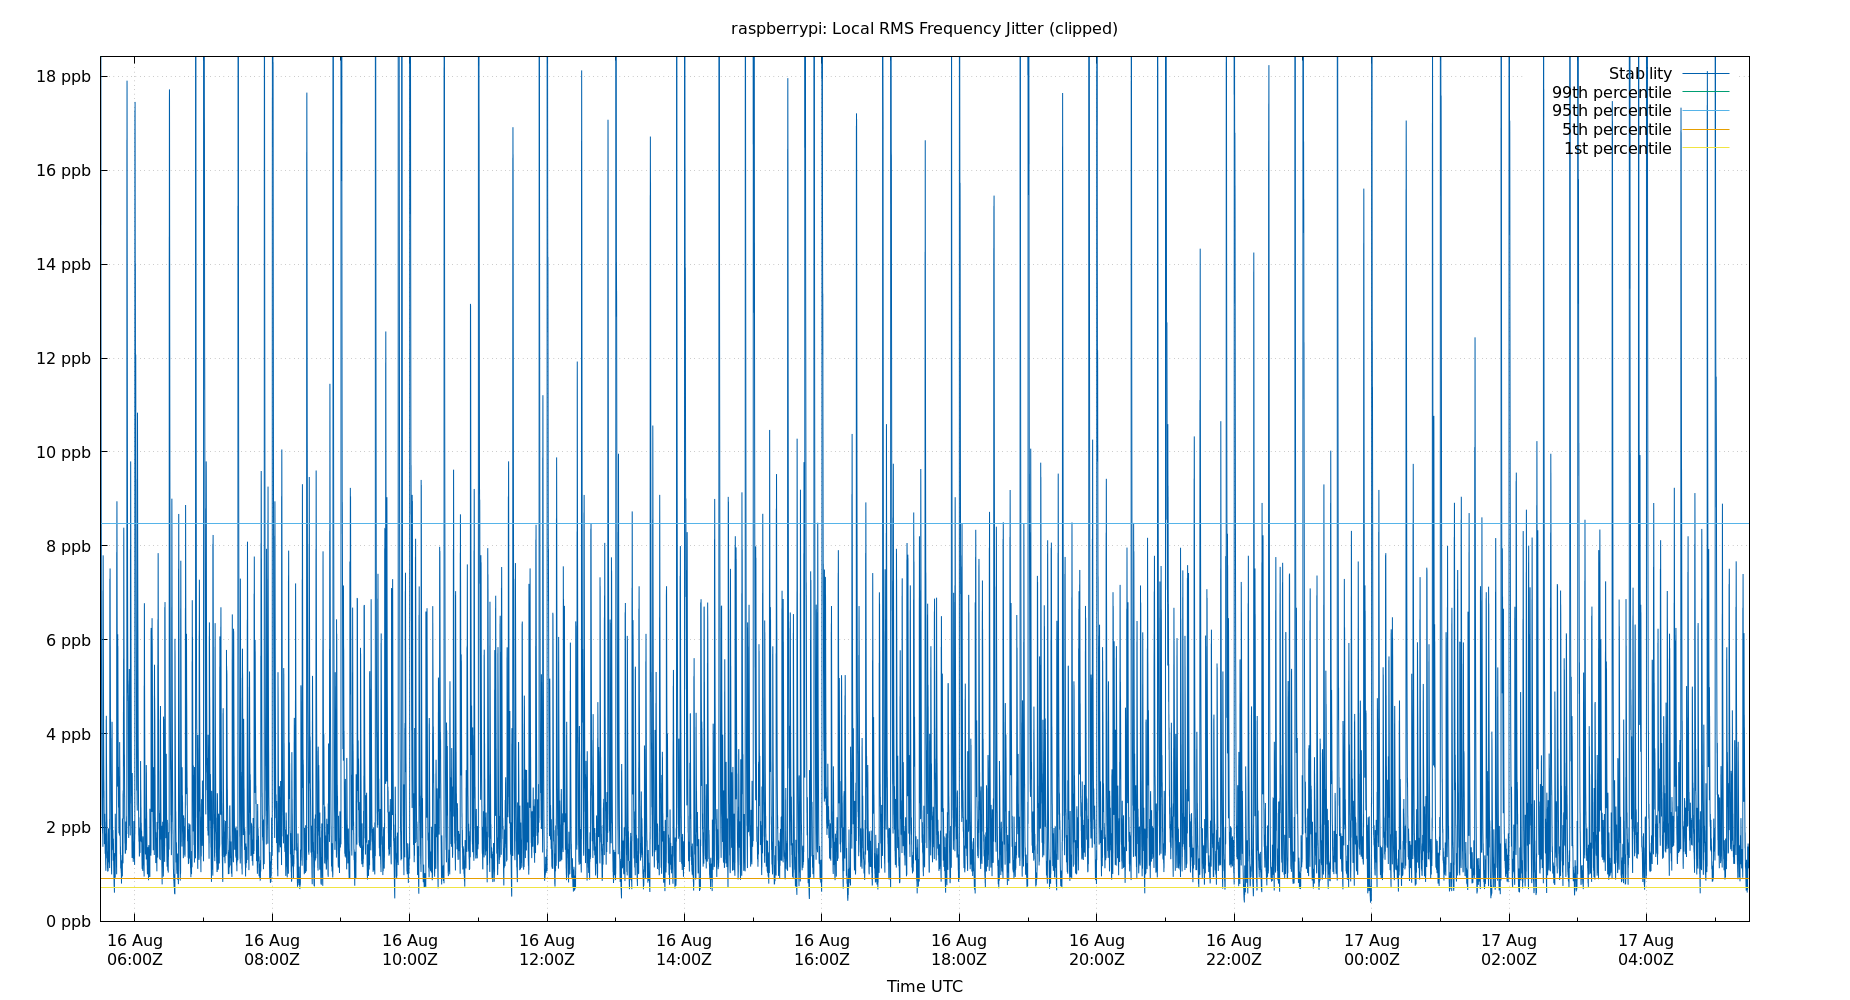 raspberrypi: Local RMS Frequency Jitter (clipped)
18 ppb
16 ppb
14 ppb
12 ppb
10 ppb
8 ppb
6 ppb
4 ppb
2 ppb
0 ppb
Stability
99th percentile
95th percentile
5th percentile
1st percentile
16 Aug 16 Aug 16 Aug 16 Aug 16 Aug 16 Aug 16 Aug 16 Aug 16 Aug 17 Aug 17 Aug 17 Aug
06:00Z 08:00Z 10:00Z 12:00Z 14:00Z 16:00Z 18:00Z 20:00Z 22:00Z 00:00Z 02:00Z 04:00Z
Time UTC